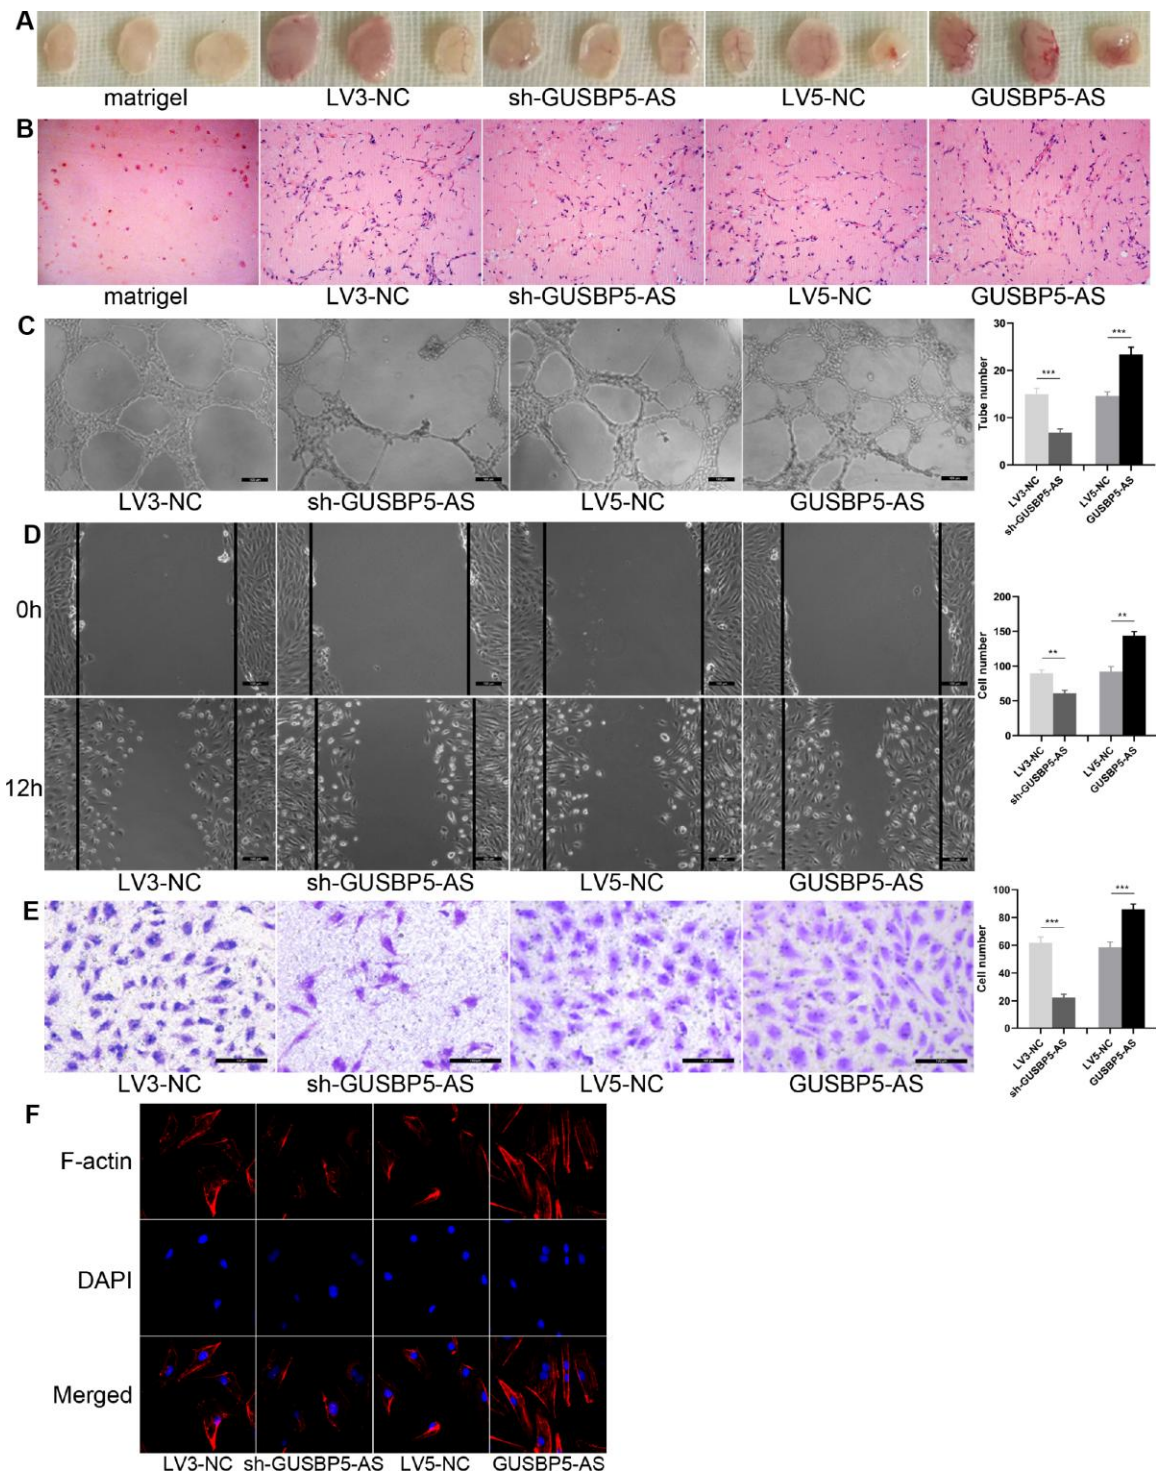 A
matrigel LV3-NC sh-GUSBP5-AS LV5-NC GUSBP5-AS
B
matrigel LV3-NC sh-GUSBP5-AS LV5-NC GUSBP5-AS
C
LV3-NC sh-GUSBP5-AS LV5-NC GUSBP5-AS
Tube number
30
20
10
0
***
***
LV3-NC
sh-GUSBP5-AS
LV5-NC
GUSBP5-AS
D
0h
12h
LV3-NC sh-GUSBP5-AS LV5-NC GUSBP5-AS
Cell number
200
150
100
50
0
**
**
LV3-NC
sh-GUSBP5-AS
LV5-NC
GUSBP5-AS
E
LV3-NC sh-GUSBP5-AS LV5-NC GUSBP5-AS
Cell number
100
80
60
40
20
0
***
***
LV3-NC
sh-GUSBP5-AS
LV5-NC
GUSBP5-AS
F
F-actin
DAPI
Merged
LV3-NC sh-GUSBP5-AS LV5-NC GUSBP5-AS